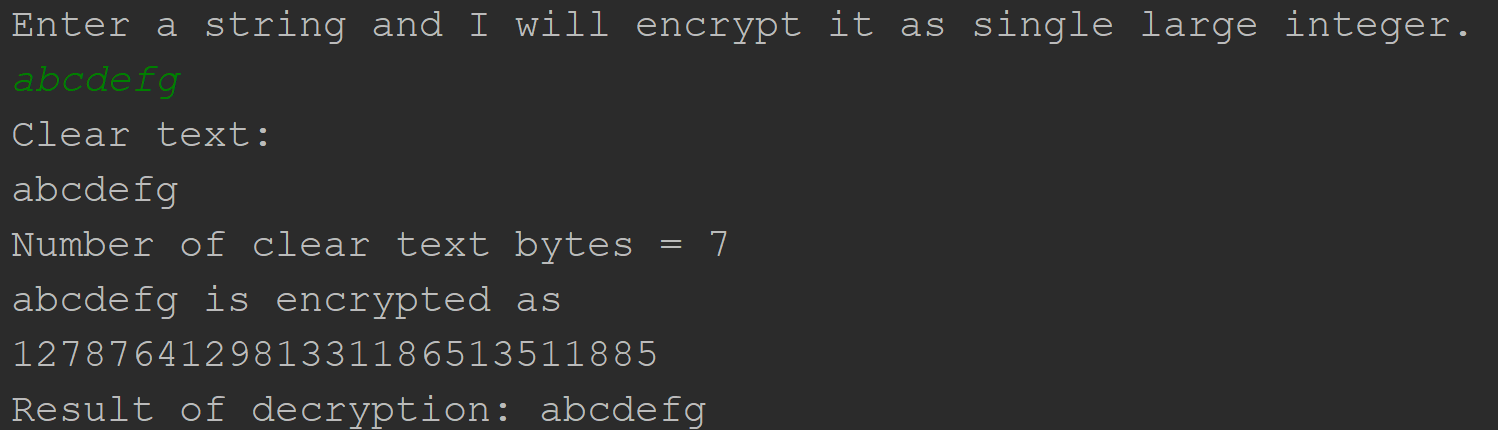 Enter a string and I will encrypt it as single large integer.
abcdefg
Clear text:
abcdefg
Number of clear text bytes = 7
abcdefg is encrypted as
127876412981331186513511885
Result of decryption: abcdefg